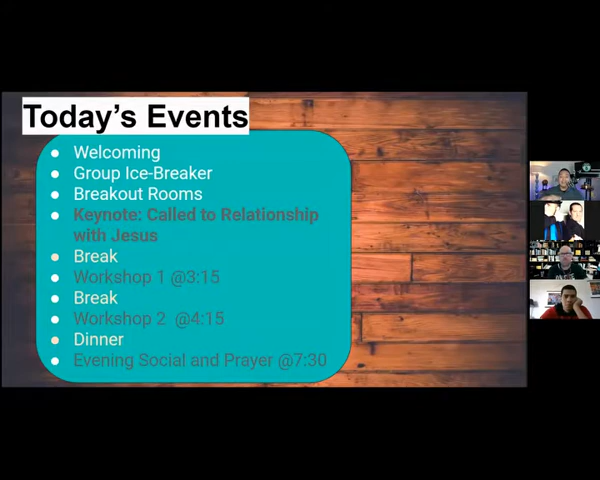 Today's Events
Welcoming
Group Ice-Breaker
Breakout Rooms
Keynote: Called to Relationship
with Jesus
Break
Workshop 1 @3:15
Break
Workshop 2 @4:15
Dinner
Evening Social and Prayer @7:30